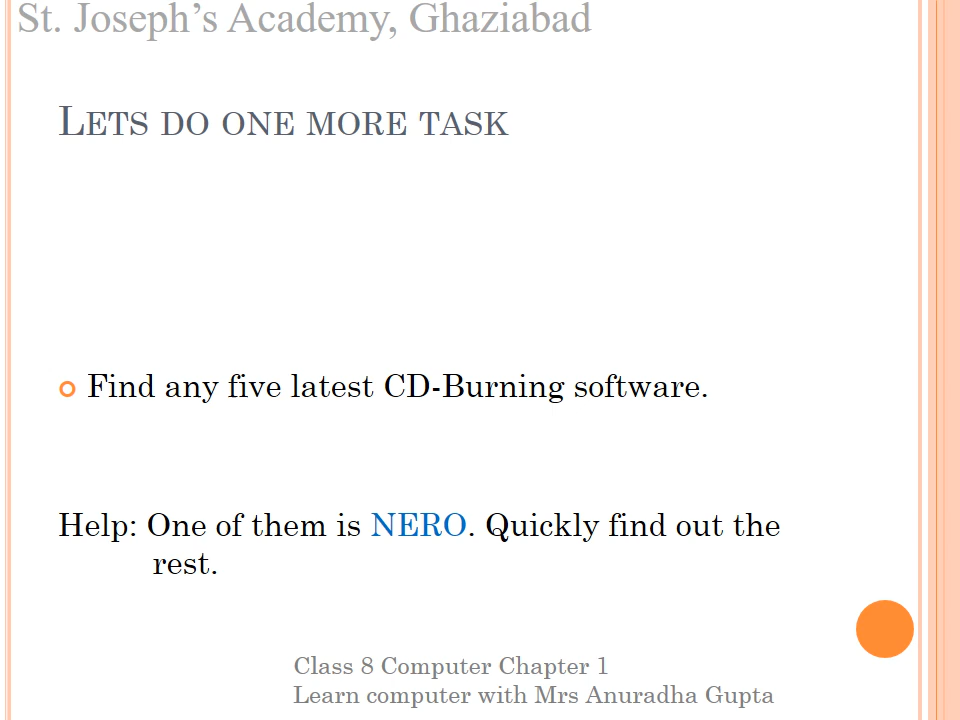 St. Joseph's Academy, Ghaziabad
LETS DO ONE MORE TASK
Find any five latest CD-Burning software.
Help: One of them is NERO. Quickly find out the
rest.
Class 8 Computer Chapter 1
Learn computer with Mrs Anuradha Gupta